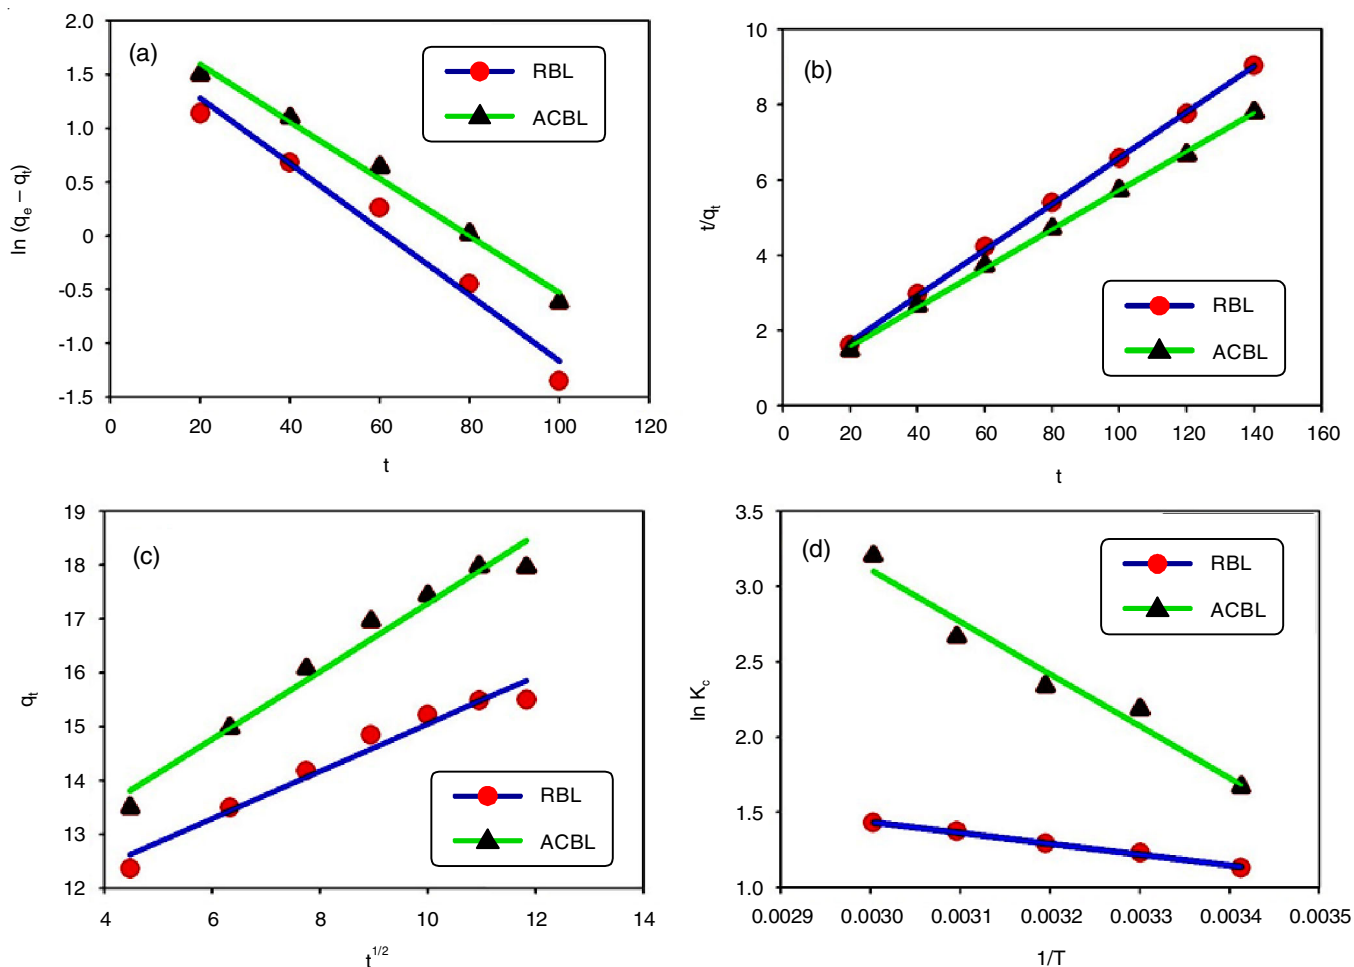 (a)
2.0
1.5
1.0
0.5
0
-0.5
-1.0
-1.5
ln (qₑ – qₜ)
RBL
ACBL
0 20 40 60 80 100 120
t
(b)
10
8
6
4
2
0
t/qₜ
RBL
ACBL
0 20 40 60 80 100 120 140 160
t
(c)
19
18
17
16
15
14
13
12
qₜ
RBL
ACBL
4 6 8 10 12 14
t^1/2
(d)
3.5
3.0
2.5
2.0
1.5
1.0
ln K_c
RBL
ACBL
0.0029 0.0030 0.0031 0.0032 0.0033 0.0034 0.0035
1/T